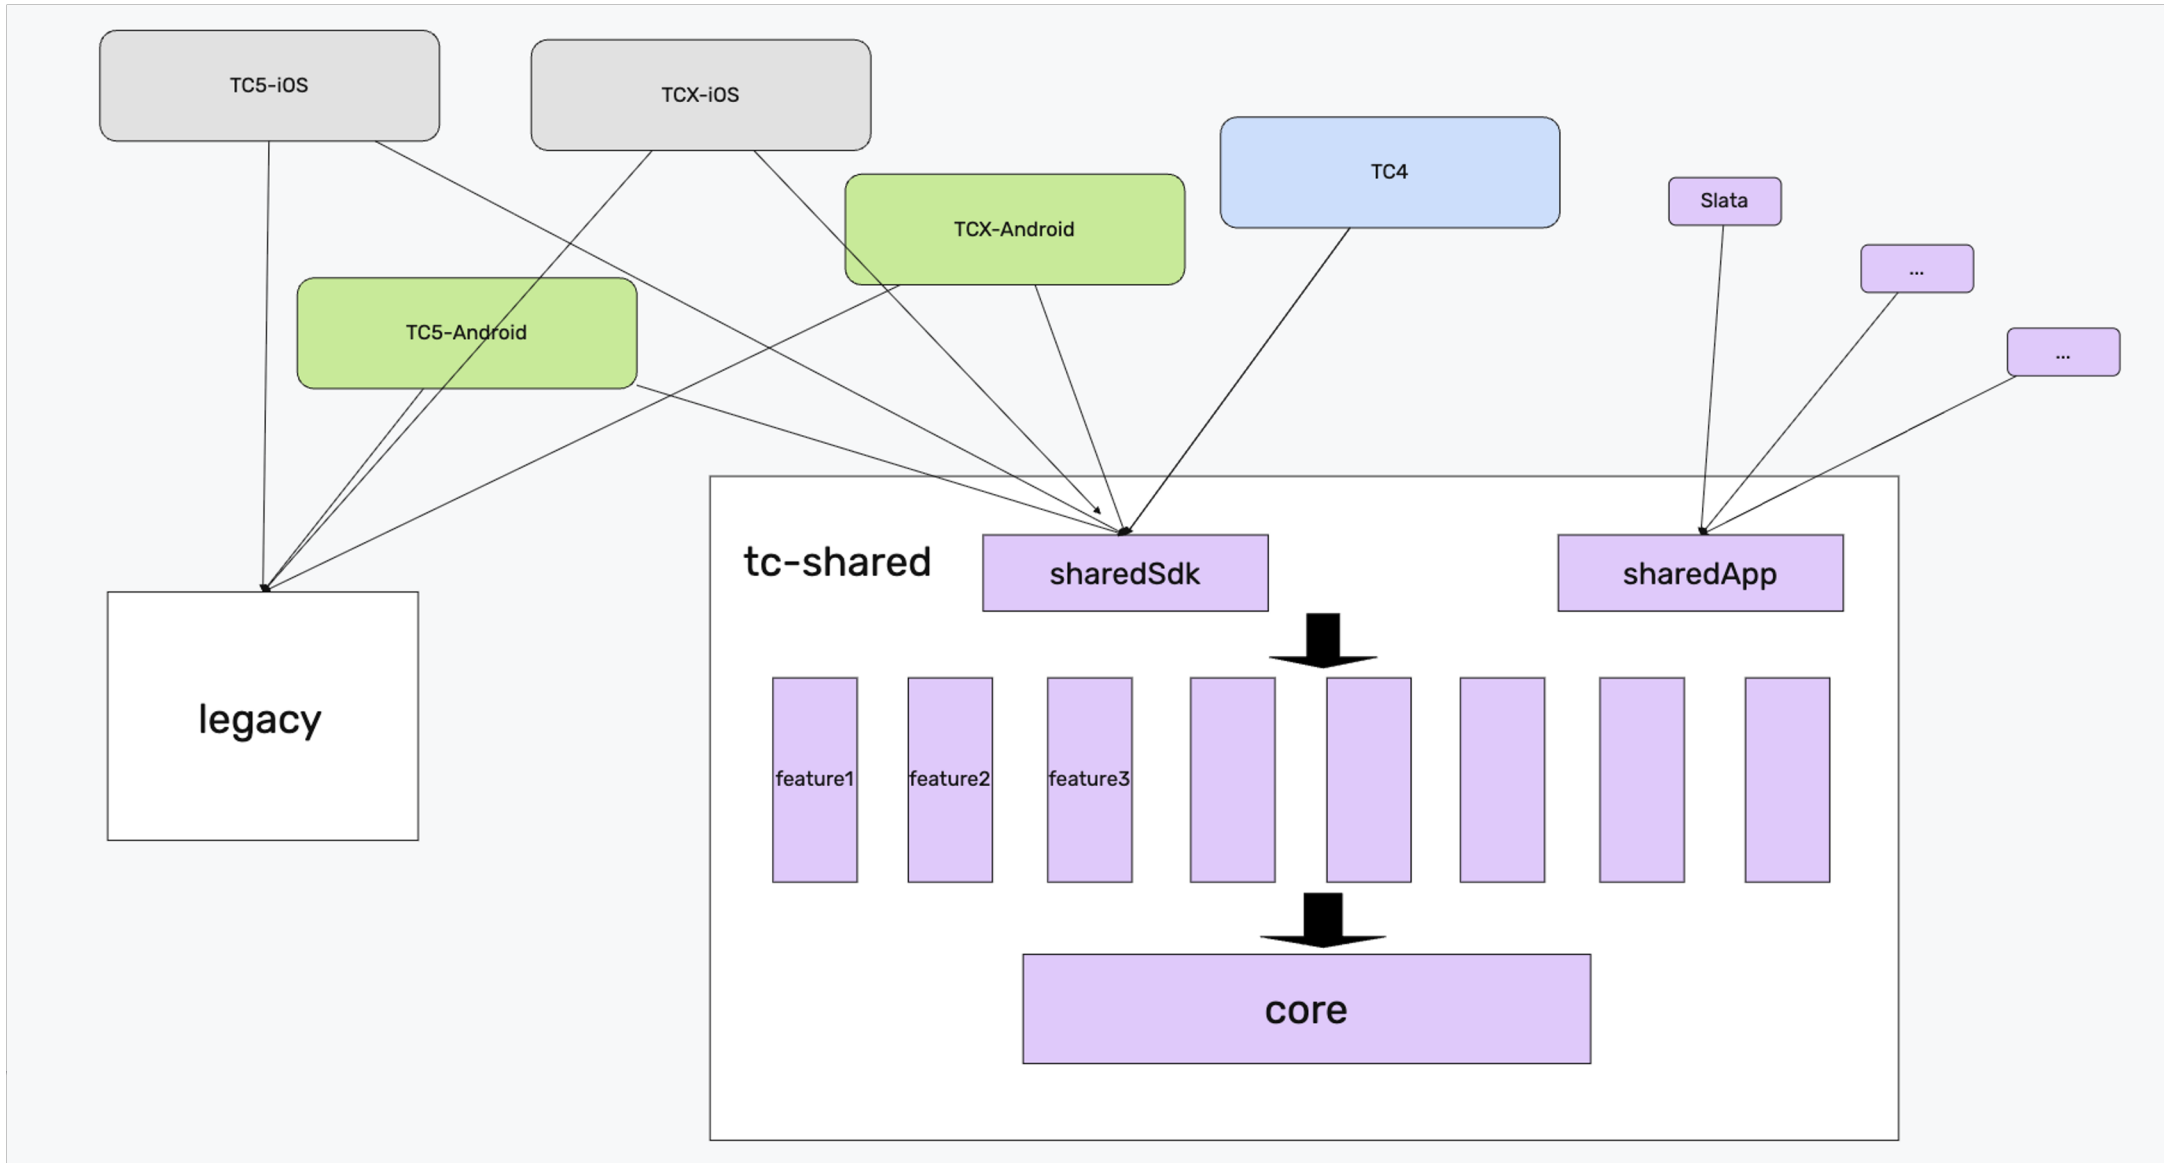 TC5-iOS
TCX-iOS
TC4
Slata
TCX-Android
...
TC5-Android
...
tc-shared
sharedSdk
sharedApp
legacy
feature1
feature2
feature3
core